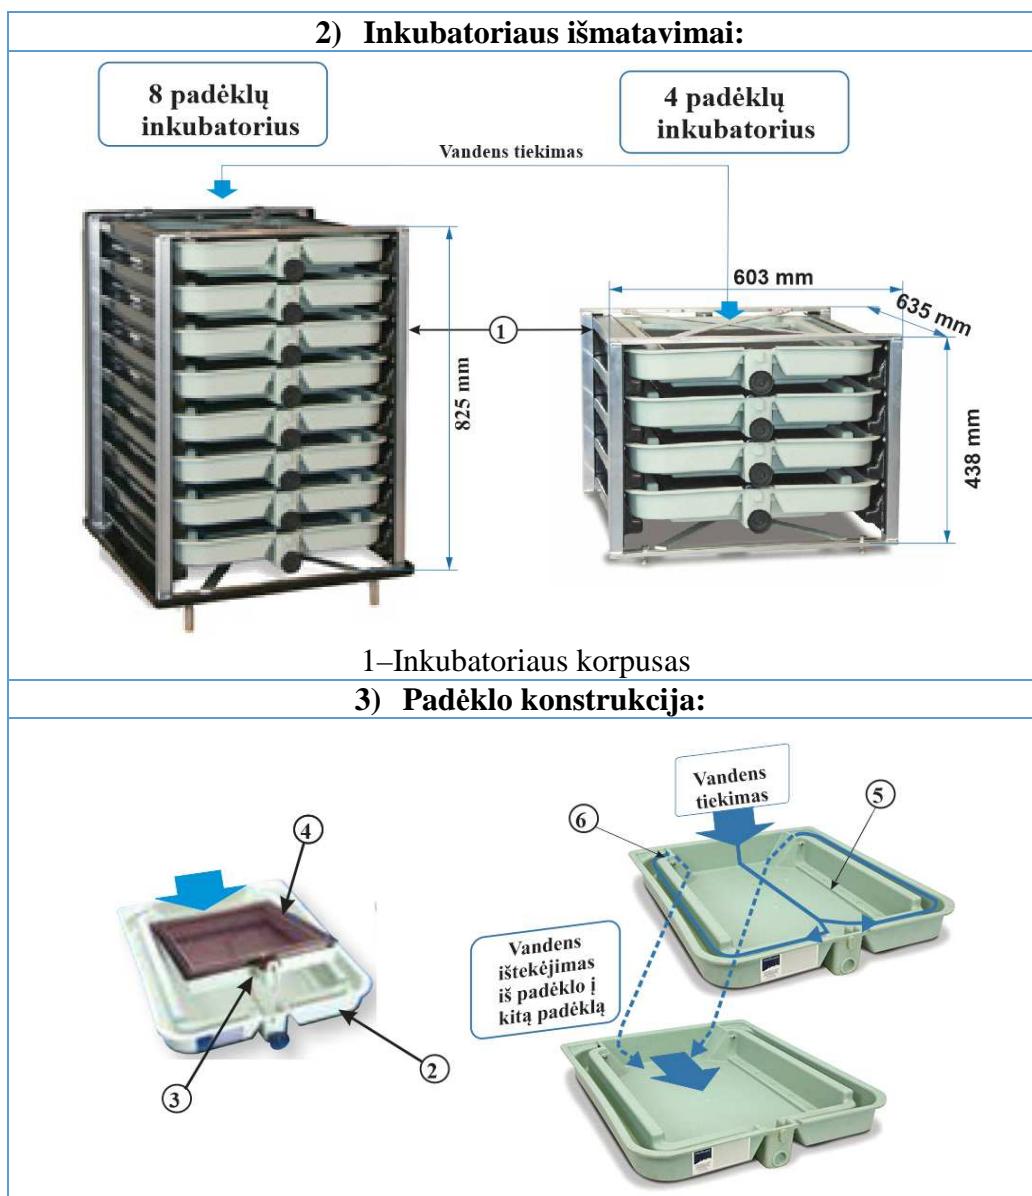 2) Inkubatoriaus išmatavimai:
8 padėklų
inkubatorius
4 padėklų
inkubatorius
Vandens tiekimas
603 mm
635 mm
1
825 mm
438 mm
1–Inkubatoriaus korpusas
3) Padėklo konstrukcija:
Vandens
tiekimas
5
6
4
Vandens
ištekėjimas
iš padėklo į
kitą padėklą
2
3